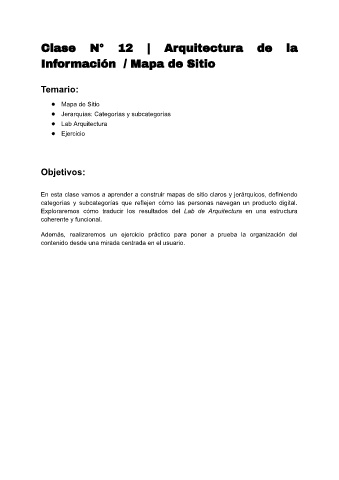 Clase N° 12 | Arquitectura de la
Información / Mapa de Sitio
Temario:
● Mapa de Sitio
● Jerarquías: Categorías y subcategorías
● Lab Arquitectura
● Ejercicio
Objetivos:
En esta clase vamos a aprender a construir mapas de sitio claros y jerárquicos, definiendo
categorías y subcategorías que reflejen cómo las personas navegan un producto digital.
Exploraremos cómo traducir los resultados del Lab de Arquitectura en una estructura
coherente y funcional.
Además, realizaremos un ejercicio práctico para poner a prueba la organización del
contenido desde una mirada centrada en el usuario.